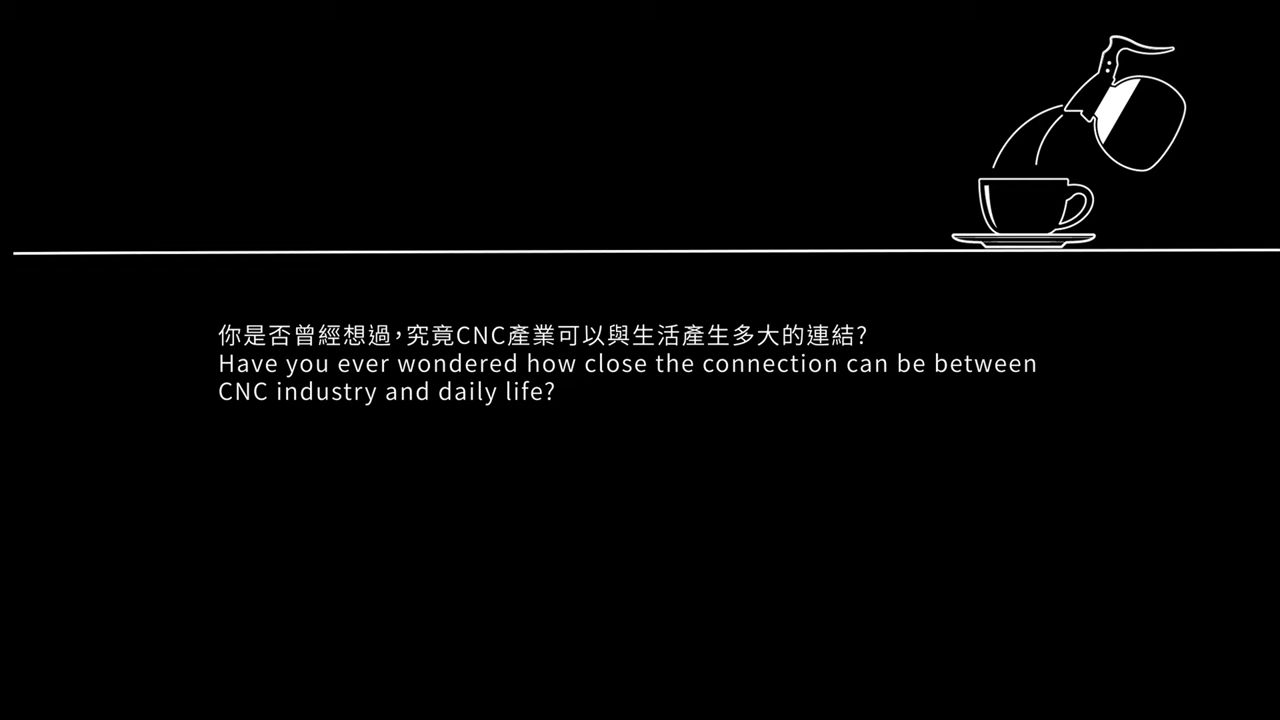 你是否曾經想過，究竟CNC產業可以與生活產生多大的連結?
Have you ever wondered how close the connection can be between
CNC industry and daily life?